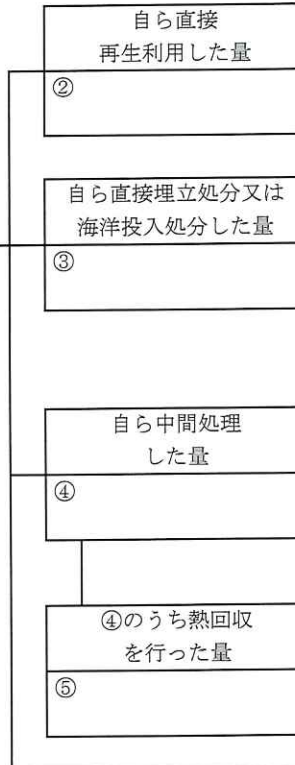 自ら直接
再生利用した量
②
自ら直接埋立処分又は
海洋投入処分した量
③
自ら中間処理
した量
④
④のうち熱回収
を行った量
⑤